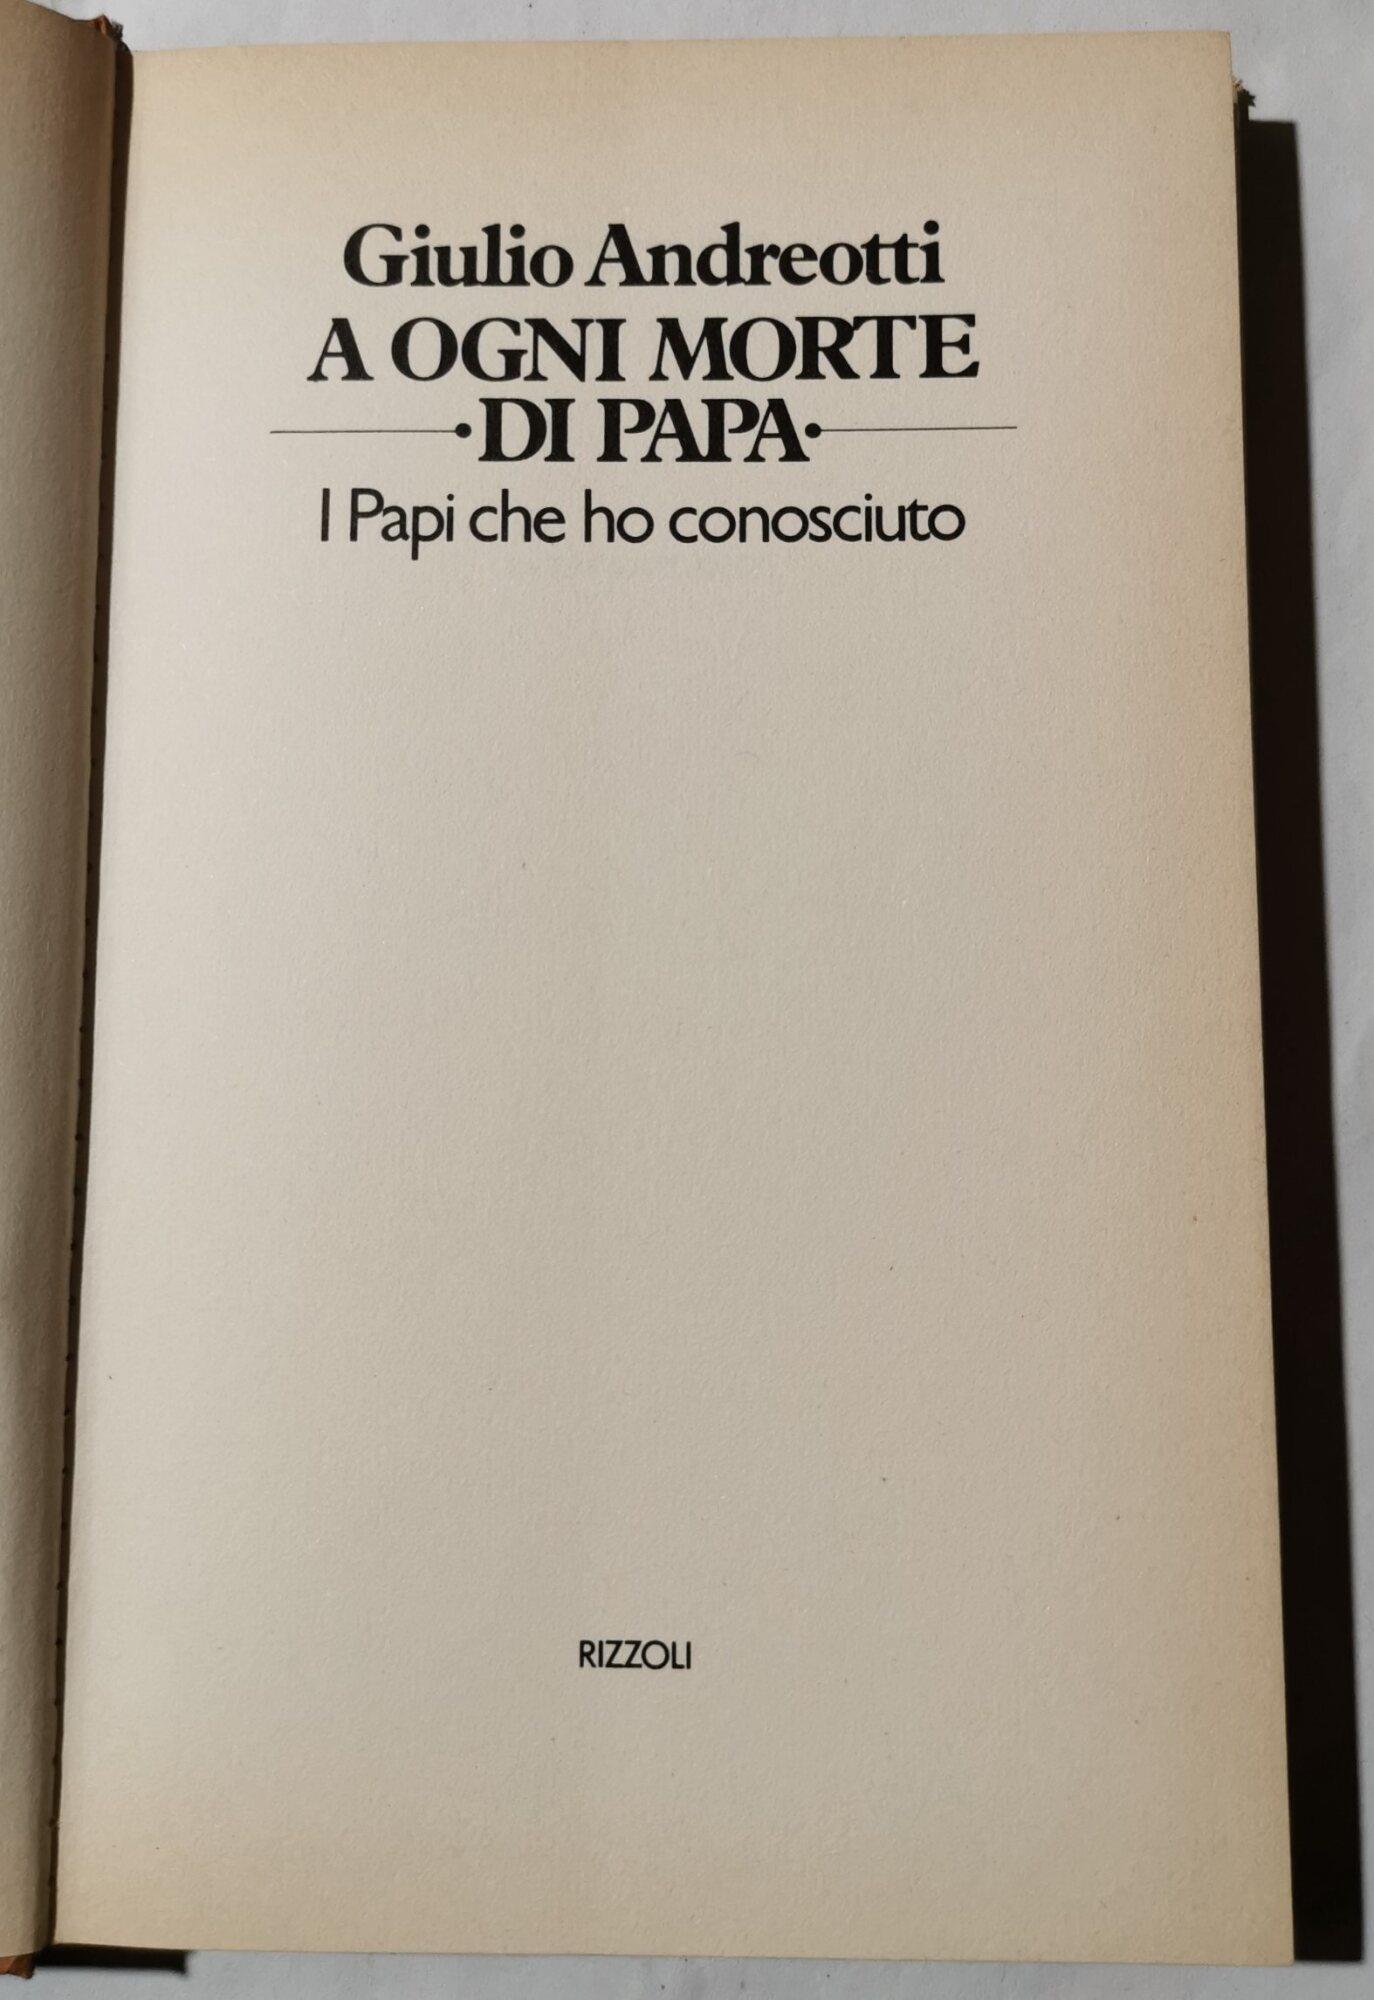 Giulio Andreotti
A OGNI MORTE
•DI PAPA•
I Papi che ho conosciuto
RIZZOLI